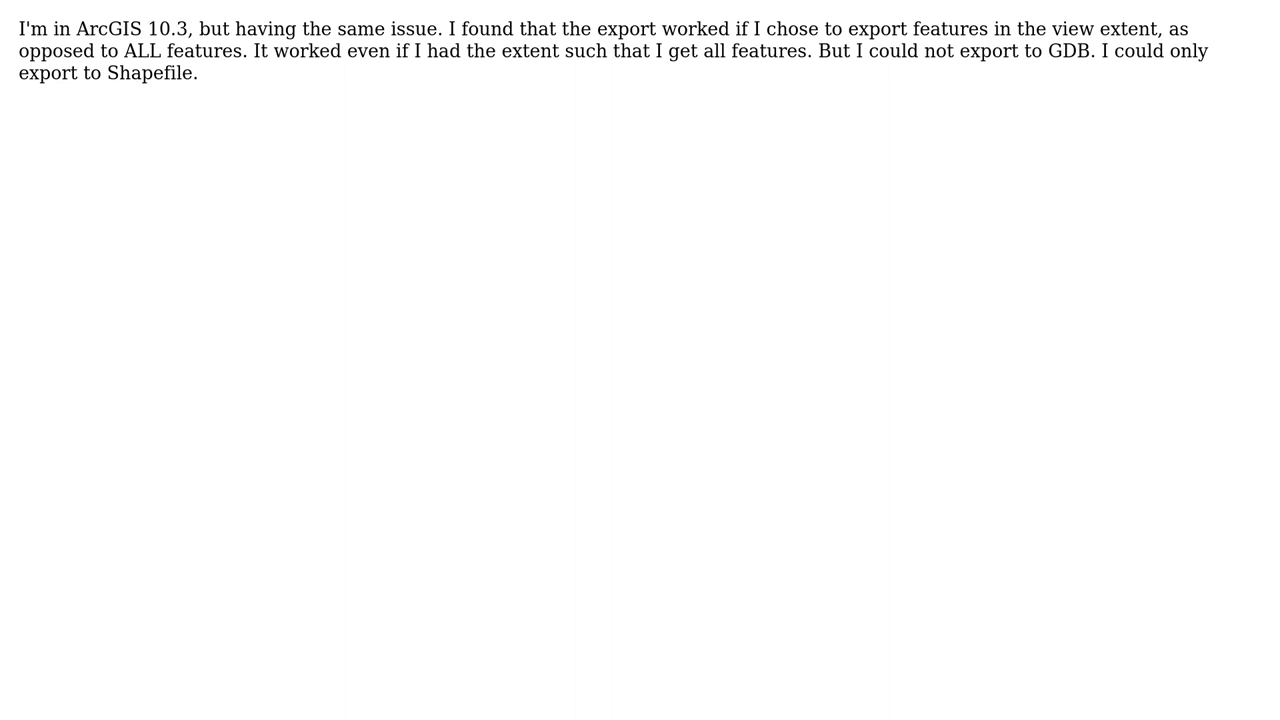 I'm in ArcGIS 10.3, but having the same issue. I found that the export worked if I chose to export features in the view extent, as
opposed to ALL features. It worked even if I had the extent such that I get all features. But I could not export to GDB. I could only
export to Shapefile.